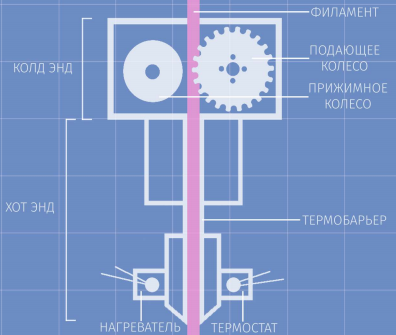 ФИЛАМЕНТ
ПОДАЮЩЕЕ
КОЛЕСО
КОЛД ЭНД
ПРИЖИМНОЕ
КОЛЕСО
ХОТ ЭНД
ТЕРМОБАРЬЕР
НАГРЕВАТЕЛЬ
ТЕРМОСТАТ